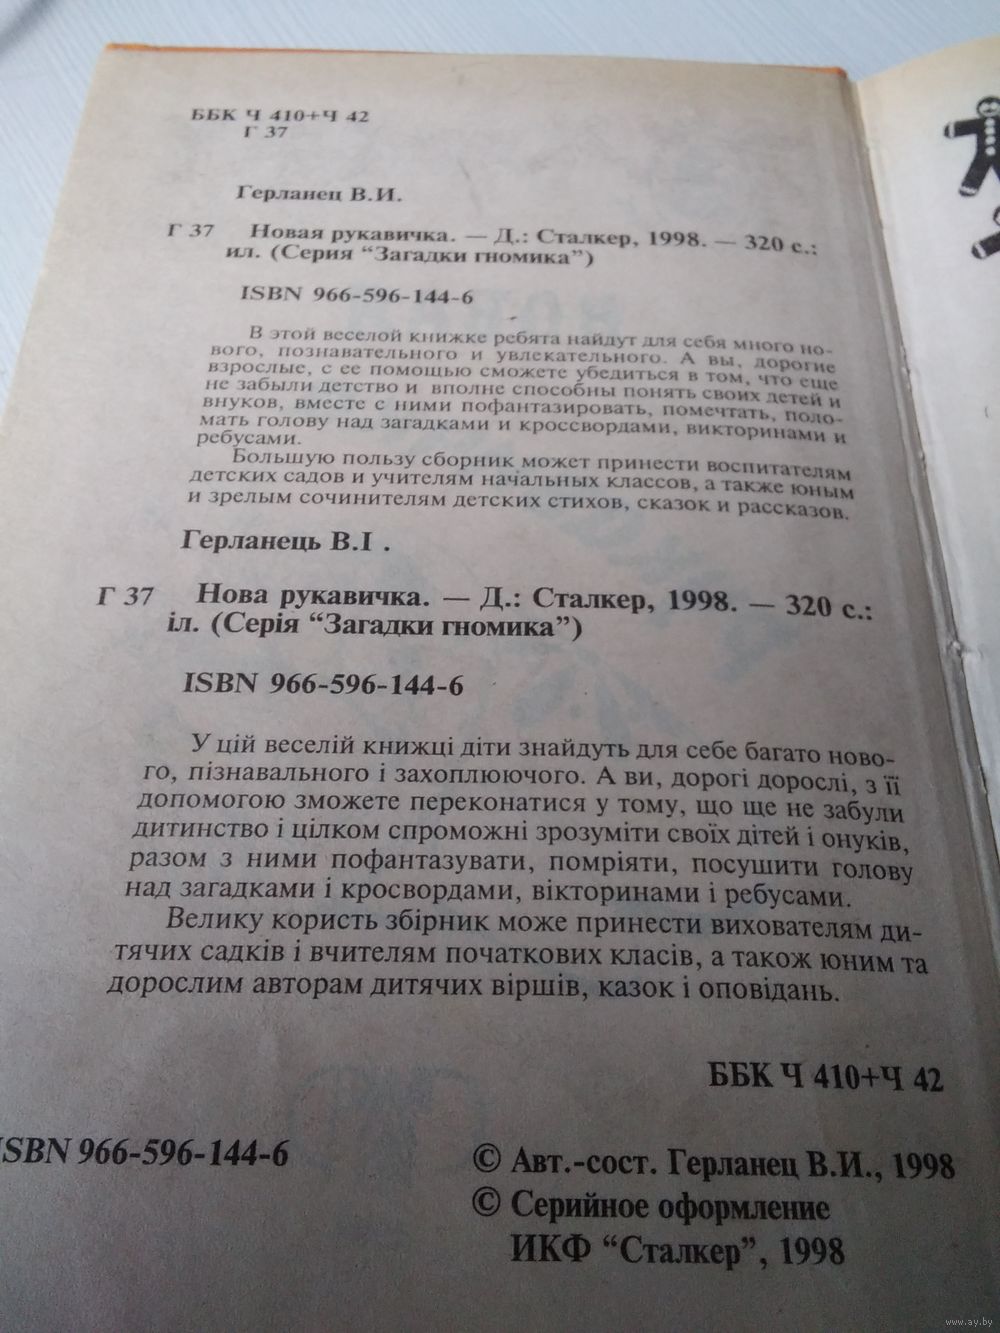 ББК Ч 410+Ч 42
Г 37
Герланец В.И.
Г 37 Новая рукавичка. — Д.: Сталкер, 1998. — 320 с.:
ил. (Серия “Загадки гномика”)
ISBN 966-596-144-6
В этой веселой книжке ребята найдут для себя много но-
вого, познавательного и увлекательного. А вы, дорогие
взрослые, с ее помощью сможете убедиться в том, что еще
не забыли детство и вполне способны понять своих детей и
внуков, вместе с ними пофантазировать, помечтать, поло-
мать голову над загадками и кроссвордами, викторинами и
ребусами.
Большую пользу сборник может принести воспитателям
детских садов и учителям начальных классов, а также юным
и зрелым сочинителям детских стихов, сказок и рассказов.
Герланець В.І .
Г 37 Нова рукавичка. — Д.: Сталкер, 1998. — 320 с.:
іл. (Серія “Загадки гномика”)
ISBN 966-596-144-6
У цій веселій книжці діти знайдуть для себе багато ново-
го, пізнавального і захоплюючого. А ви, дорогі дорослі, з її
допомогою зможете переконатися у тому, що ще не забули
дитинство і цілком спроможні зрозуміти своїх дітей і онуків,
разом з ними пофантазувати, помріяти, посушити голову
над загадками і кросвордами, вікторинами і ребусами.
Велику користь збірник може принести вихователям ди-
тячих садків і вчителям початкових класів, а також юним та
дорослим авторам дитячих віршів, казок і оповідань.
ББК Ч 410+Ч 42
ISBN 966-596-144-6
© Авт.-сост. Герланец В.И., 1998
© Серийное оформление
ИКФ “Сталкер”, 1998
www.ay.by